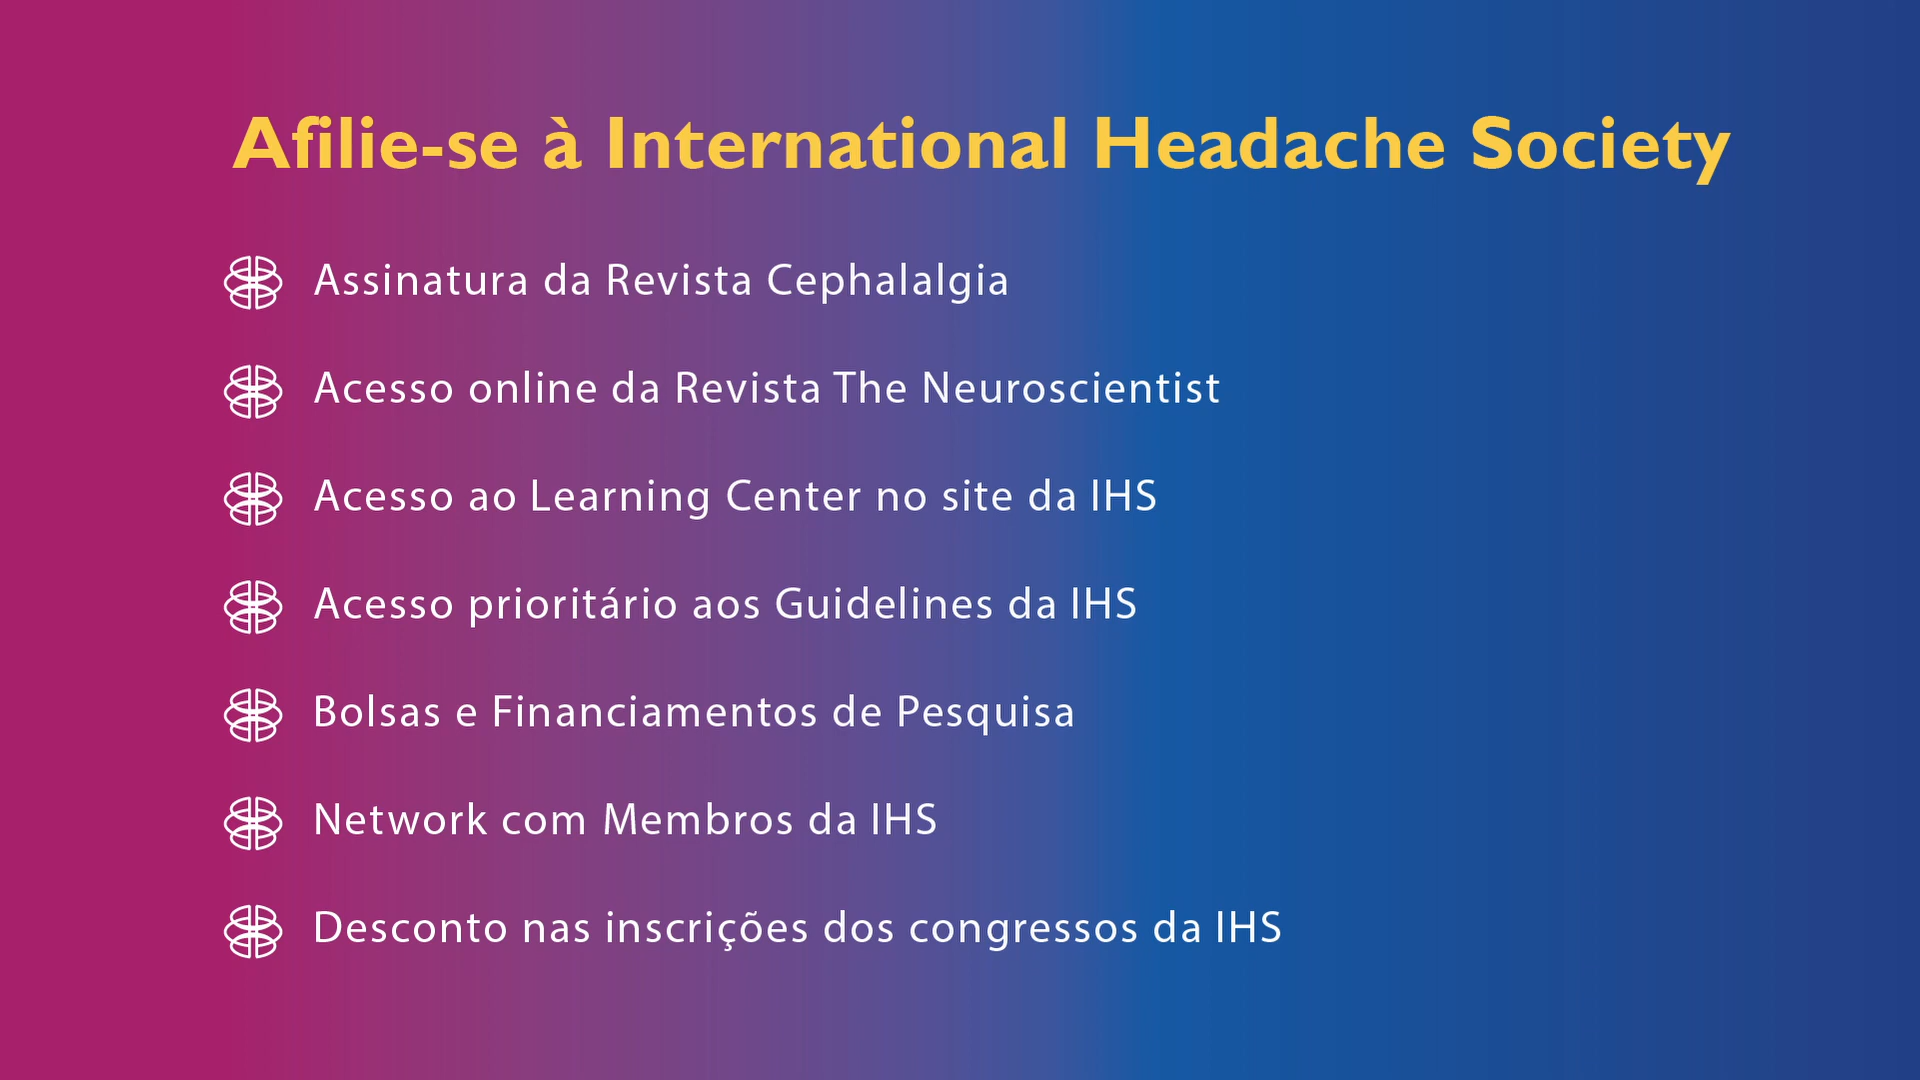 Afilie-se à International Headache Society
Assinatura da Revista Cephalalgia
Acesso online da Revista The Neuroscientist
Acesso ao Learning Center no site da IHS
Acesso prioritário aos Guidelines da IHS
Bolsas e Financiamentos de Pesquisa
Network com Membros da IHS
Desconto nas inscrições dos congressos da IHS